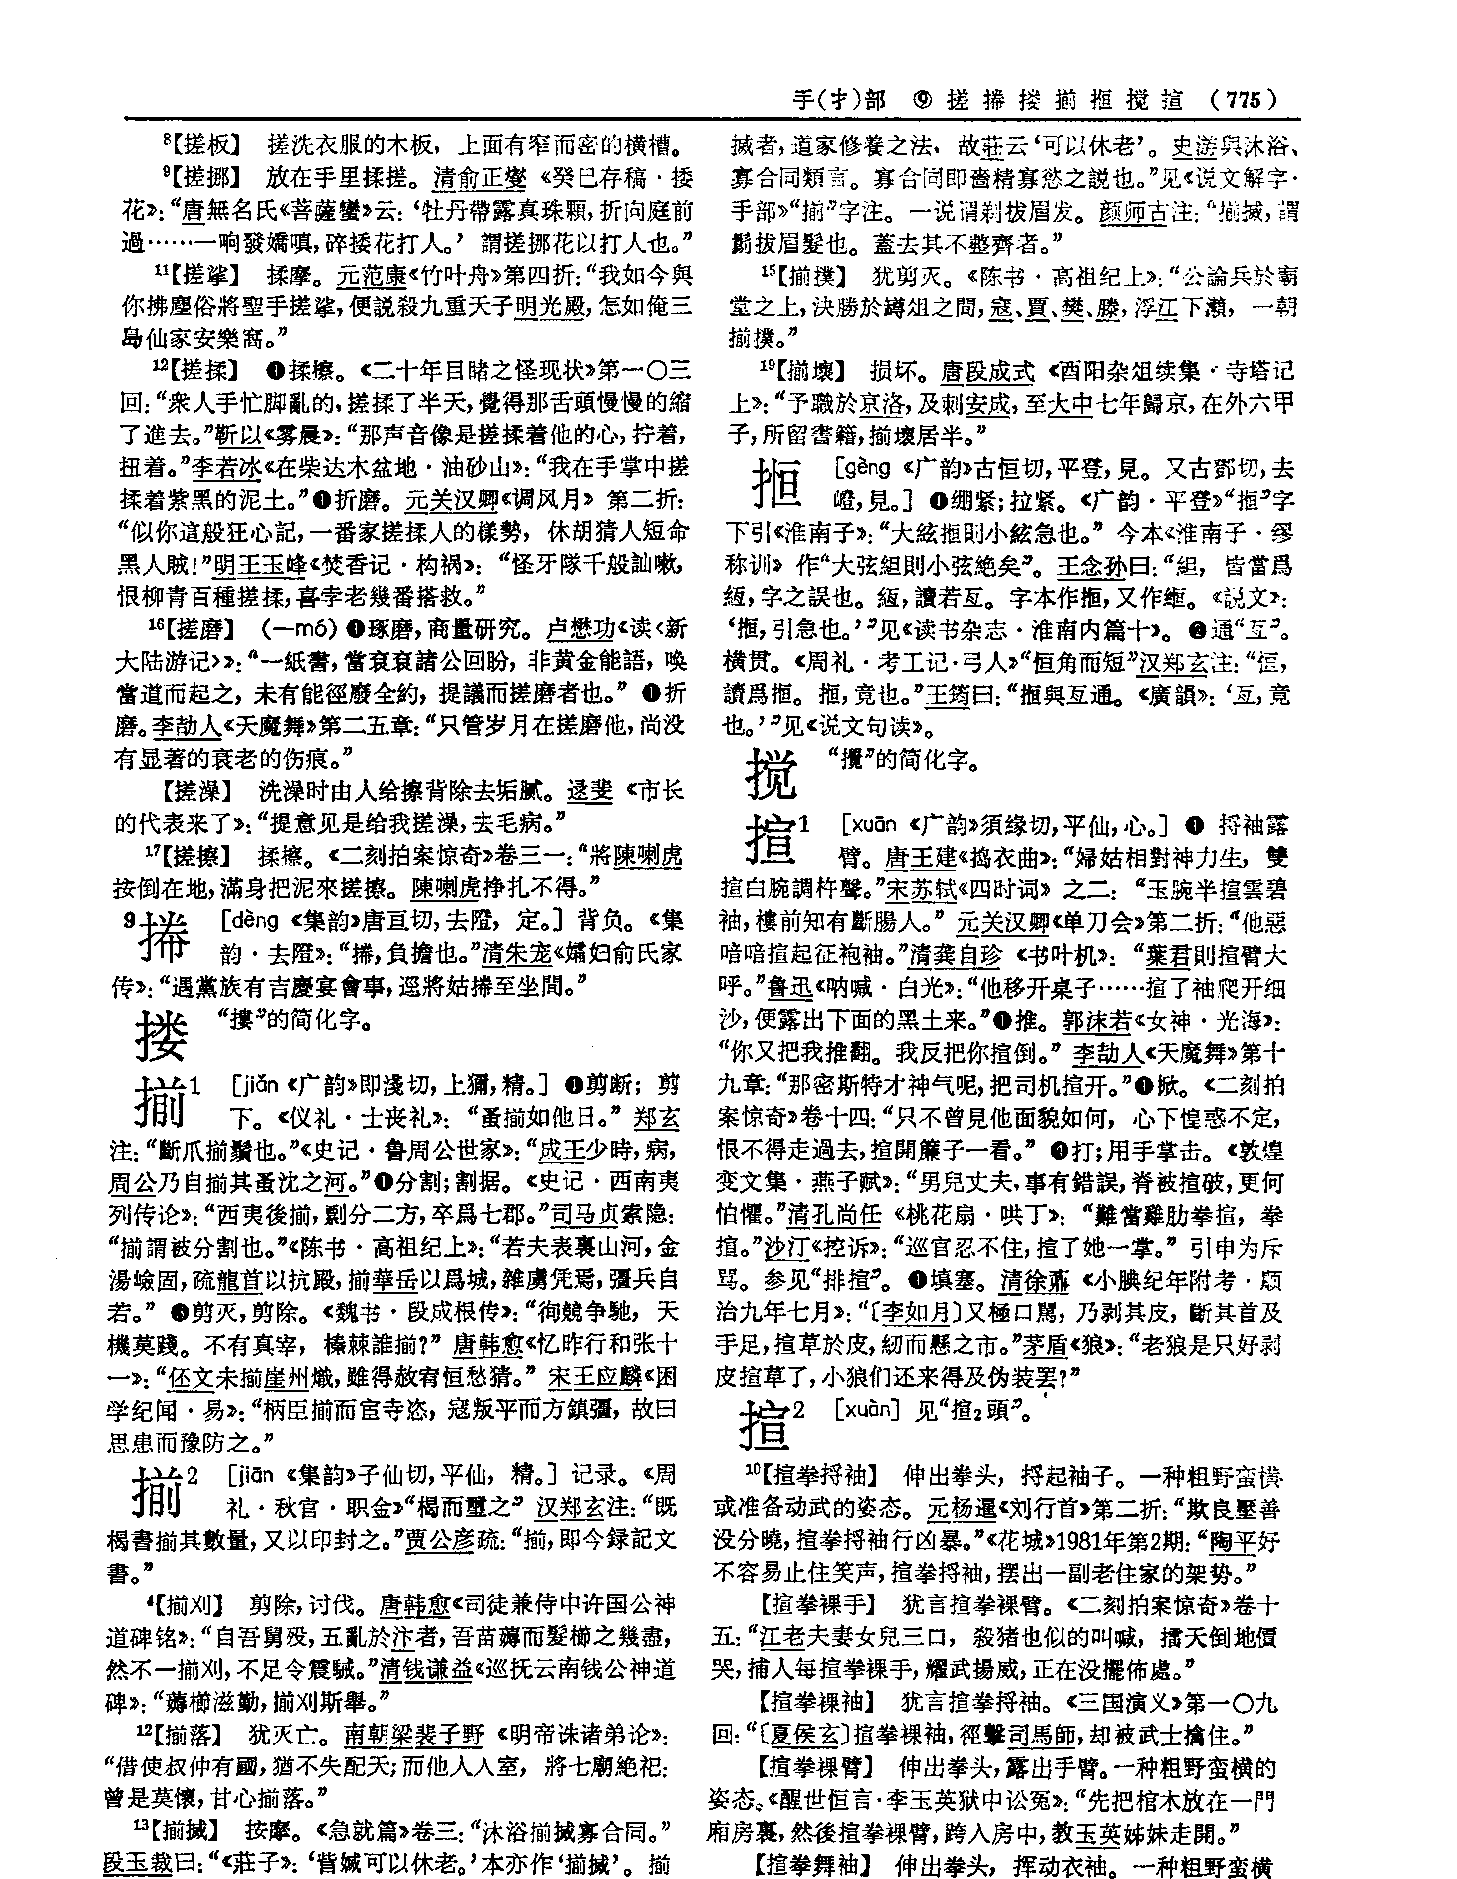 手(扌)部 ⑨ 搓㨢搂揃揯搅揎 (775)
⁸【搓板】 搓洗衣服的木板，上面有窄而密的横槽。
⁹【搓挪】 放在手里揉搓。清俞正燮《癸巳存稿·捼
花》：“唐無名氏《菩薩蠻》云：‘牡丹帶露真珠顆，折向庭前
過……一晌發嬌嗔，碎捼花打人。’ 謂搓挪花以打人也。”
¹¹【搓挲】 揉摩。元范康《竹叶舟》第四折：“我如今與
你拂塵俗將聖手搓挲，便説殺九重天子明光殿，怎如俺三
島仙家安樂窩。”
¹²【搓揉】 ❶揉擦。《二十年目睹之怪现状》第一〇三
回：“衆人手忙脚亂的，搓揉了半天，覺得那舌頭慢慢的縮
了進去。”靳以《雾晨》：“那声音像是搓揉着他的心，拧着，
扭着。”李若冰《在柴达木盆地·油砂山》：“我在手掌中搓
揉着紫黑的泥土。”❶折磨。元关汉卿《调风月》第二折：
“似你這般狂心記，一番家搓揉人的樣勢，休胡猜人短命
黑人賊！”明王玉峰《焚香记·构祸》：“怪牙隊千般訕嗽，
恨柳青百種搓揉，喜孛老幾番搭救。”
¹⁶【搓磨】 (—mó) ❶琢磨，商量研究。卢懋功《读〈新
大陆游记〉》：“一紙書，當袞袞諸公回盼，非黄金能語，唤
當道而起之，未有能徑廢全約，提議而搓磨者也。” ❶折
磨。李劼人《天魔舞》第二五章：“只管岁月在搓磨他，尚没
有显著的衰老的伤痕。”
【搓澡】 洗澡时由人给擦背除去垢腻。逯斐《市长
的代表来了》：“提意见是给我搓澡，去毛病。”
¹⁷【搓擦】 揉擦。《二刻拍案惊奇》卷三一：“將陳喇虎
按倒在地，滿身把泥來搓擦。陳喇虎挣扎不得。”
9㨢 [dèng《集韵》唐亘切，去隥，定。] 背负。《集
韵·去隥》：“㨢，負擔也。”清朱宠《孀妇俞氏家
传》：“遇黨族有吉慶宴會事，逕將姑㨢至坐間。”
搂 “摟”的简化字。
揃¹ [jiǎn《广韵》即淺切，上獮，精。] ❶剪断；剪
下。《仪礼·士丧礼》：“蚤揃如他日。” 郑玄
注：“斷爪揃鬚也。”《史记·鲁周公世家》：“成王少時，病，
周公乃自揃其蚤沈之河。”❶分割；割据。《史记·西南夷
列传论》：“西夷後揃，剽分二方，卒爲七郡。”司马贞索隐：
“揃謂被分割也。”《陈书·高祖纪上》：“若夫表裏山河，金
湯嶮固，疏龍首以抗殿，揃華岳以爲城，雜虜凭焉，彊兵自
若。” ❸剪灭，剪除。《魏书·段成根传》：“徇兢争馳，天
機莫踐。不有真宰，榛棘誰揃？” 唐韩愈《忆昨行和张十
一》：“伾文未揃崖州熾，雖得赦宥恒愁猜。” 宋王应麟《困
学纪闻·易》：“柄臣揃而宦寺恣，寇叛平而方鎮彊，故曰
思患而豫防之。”
揃² [jiān《集韵》子仙切，平仙，精。] 记录。《周
礼·秋官·职金》“楬而璽之” 汉郑玄注：“既
楬書揃其數量，又以印封之。”贾公彦疏：“揃，即今録記文
書。”
⁴【揃刈】 剪除，讨伐。唐韩愈《司徒兼侍中许国公神
道碑铭》：“自吾舅殁，五亂於汴者，吾苗薅而髮櫛之幾盡，
然不一揃刈，不足令震駴。”清钱谦益《巡抚云南钱公神道
碑》：“薅櫛滋勤，揃刈斯舉。”
¹²【揃落】 犹灭亡。南朝梁裴子野《明帝诛诸弟论》：
“借使叔仲有國，猶不失配天；而他人入室，將七廟絶祀：
曾是莫懷，甘心揃落。”
¹³【揃搣】 按摩。《急就篇》卷三：“沐浴揃搣寡合同。”
段玉裁曰：“《莊子》：‘眥搣可以休老。’本亦作‘揃搣’。揃
搣者，道家修養之法，故莊云‘可以休老’。史游與沐浴、
寡合同類言。寡合同即嗇精寡慾之説也。”见《说文解字·
手部》“揃”字注。一说谓剃拔眉发。颜师古注：“揃搣，謂
鬋拔眉髮也。蓋去其不整齊者。”
¹⁵【揃撲】 犹剪灭。《陈书·高祖纪上》：“公論兵於廟
堂之上，決勝於罇俎之間，寇、賈、樊、滕，浮江下瀨，一朝
揃撲。”
¹⁹【揃壞】 损坏。唐段成式《酉阳杂俎续集·寺塔记
上》：“予職於京洛，及刺安成，至大中七年歸京，在外六甲
子，所留書籍，揃壞居半。”
揯 [gèng《广韵》古恒切，平登，見。又古鄧切，去
嶝，見。] ❶绷紧；拉紧。《广韵·平登》“揯”字
下引《淮南子》：“大絃揯則小絃急也。” 今本《淮南子·缪
称训》作“大弦組則小弦絶矣”。王念孙曰：“組，皆當爲
絙，字之誤也。絙，讀若亙。字本作揯，又作縆。《説文》：
‘揯，引急也。’”见《读书杂志·淮南内篇十》。❷通“亙”。
横贯。《周礼·考工记·弓人》“恒角而短”汉郑玄注：“恒，
讀爲揯。揯，竟也。”王筠曰：“揯與亙通。《廣韻》：‘亙，竟
也。’”见《说文句读》。
搅 “攪”的简化字。
揎¹ [xuān《广韵》須缘切，平仙，心。] ❶ 捋袖露
臂。唐王建《捣衣曲》：“婦姑相對神力生，雙
揎白腕調杵聲。”宋苏轼《四时词》之二：“玉腕半揎雲碧
袖，樓前知有斷腸人。” 元关汉卿《单刀会》第二折：“他惡
喑喑揎起征袍袖。”清龚自珍《书叶机》：“葉君則揎臂大
呼。”鲁迅《呐喊·白光》：“他移开桌子……揎了袖爬开细
沙，便露出下面的黑土来。”❶推。郭沫若《女神·光海》：
“你又把我推翻。我反把你揎倒。” 李劼人《天魔舞》第十
九章：“那密斯特才神气呢，把司机揎开。”❶掀。《二刻拍
案惊奇》卷十四：“只不曾見他面貌如何，心下惶惑不定，
恨不得走過去，揎開簾子一看。” ❹打；用手掌击。《敦煌
变文集·燕子赋》：“男兒丈夫，事有錯誤，脊被揎破，更何
怕懼。”清孔尚任《桃花扇·哄丁》：“難當雞肋拳揎，拳
揎。”沙汀《控诉》：“巡官忍不住，揎了她一掌。” 引申为斥
骂。参见“排揎”。 ❶填塞。清徐鼒《小腆纪年附考·顺
治九年七月》：“〔李如月〕又極口駡，乃剥其皮，斷其首及
手足，揎草於皮，紉而懸之市。”茅盾《狼》：“老狼是只好剥
皮揎草了，小狼们还来得及伪装罢？”
揎² [xuàn] 见“揎₂頭”。
¹⁰【揎拳捋袖】 伸出拳头，捋起袖子。一种粗野蛮横
或准备动武的姿态。元杨暹《刘行首》第二折：“欺良壓善
没分曉，揎拳捋袖行凶暴。”《花城》1981年第2期：“陶平好
不容易止住笑声，揎拳捋袖，摆出一副老住家的架势。”
【揎拳裸手】 犹言揎拳裸臂。《二刻拍案惊奇》卷十
五：“江老夫妻女兒三口，殺猪也似的叫喊，擂天倒地價
哭，捕人每揎拳裸手，耀武揚威，正在没擺佈處。”
【揎拳裸袖】 犹言揎拳捋袖。《三国演义》第一〇九
回：“〔夏侯玄〕揎拳裸袖，徑擊司馬師，却被武士擒住。”
【揎拳裸臂】 伸出拳头，露出手臂。一种粗野蛮横的
姿态。《醒世恒言·李玉英狱中讼冤》：“先把棺木放在一門
廂房裏，然後揎拳裸臂，跨入房中，教玉英姊妹走開。”
【揎拳舞袖】 伸出拳头，挥动衣袖。一种粗野蛮横